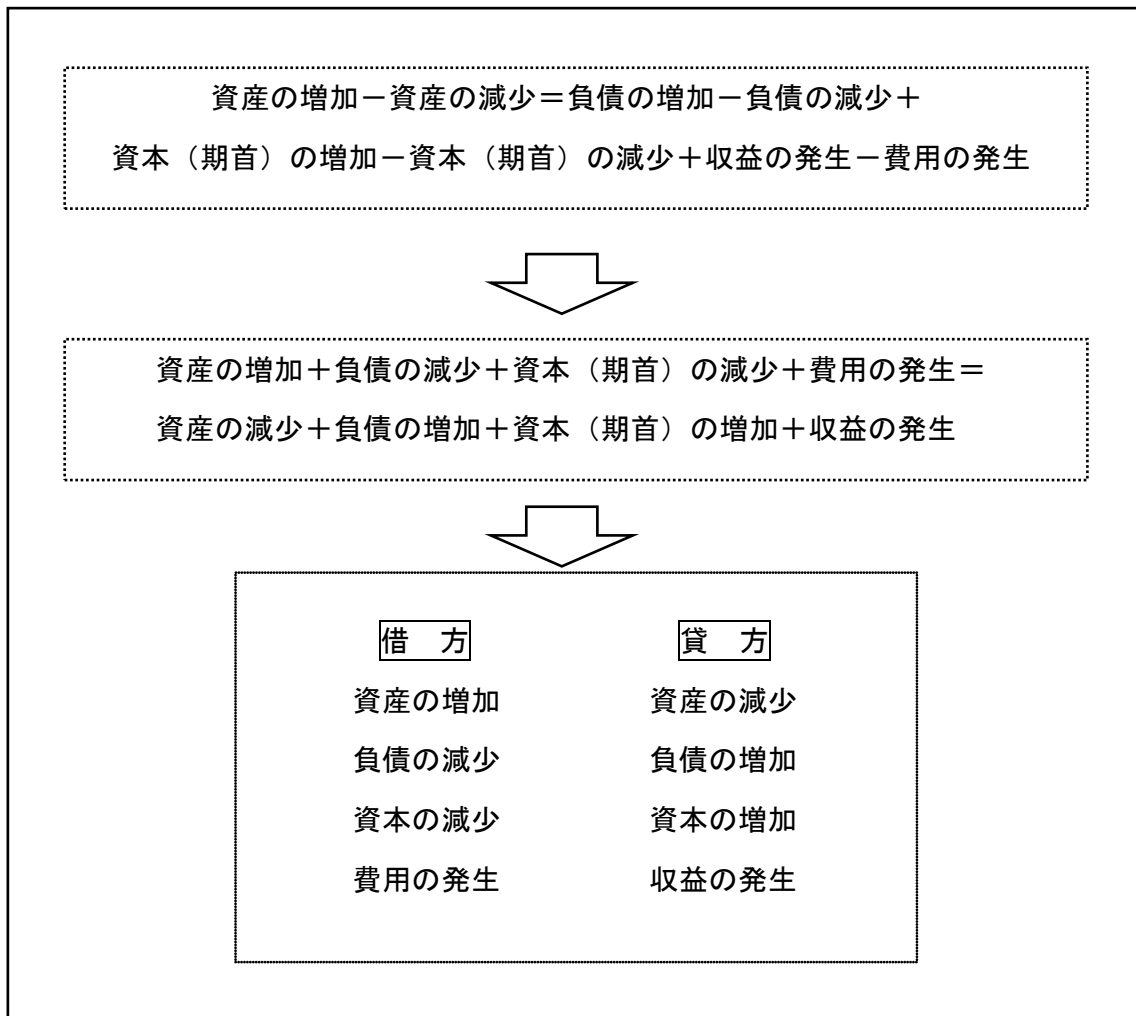 資産の増加－資産の減少＝負債の増加－負債の減少＋
資本（期首）の増加－資本（期首）の減少＋収益の発生－費用の発生
資産の増加＋負債の減少＋資本（期首）の減少＋費用の発生＝
資産の減少＋負債の増加＋資本（期首）の増加＋収益の発生
借　方　貸　方
資産の増加　資産の減少
負債の減少　負債の増加
資本の減少　資本の増加
費用の発生　収益の発生